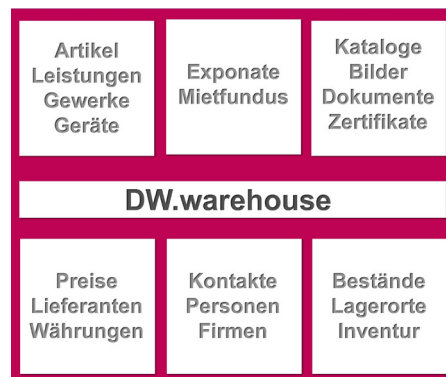 Artikel
Leistungen
Gewerke
Geräte
Exponate
Mietfundus
Kataloge
Bilder
Dokumente
Zertifikate
DW.warehouse
Preise
Lieferanten
Währungen
Kontakte
Personen
Firmen
Bestände
Lagerorte
Inventur